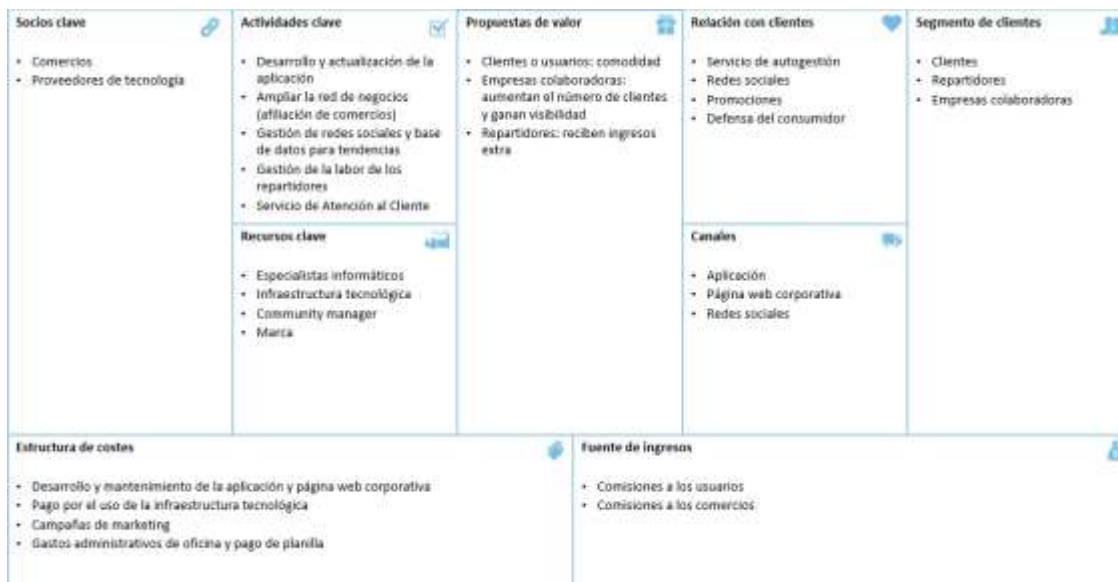 Socios clave
• Comercios
• Proveedores de tecnología
Actividades clave
• Desarrollo y actualización de la
aplicación
• Ampliar la red de negocios
(afiliación de comercios)
• Gestión de redes sociales y base
de datos para tendencias
• Gestión de la labor de los
repartidores
• Servicio de Atención al Cliente
Recursos clave
• Especialistas informáticos
• Infraestructura tecnológica
• Community manager
• Marca
Propuestas de valor
• Clientes o usuarios: comodidad
• Empresas colaboradoras:
aumentan el número de clientes
y ganan visibilidad
• Repartidores: reciben ingresos
extra
Relación con clientes
• Servicio de autogestión
• Redes sociales
• Promociones
• Defensa del consumidor
Canales
• Aplicación
• Página web corporativa
• Redes sociales
Segmento de clientes
• Clientes
• Repartidores
• Empresas colaboradoras
Estructura de costes
• Desarrollo y mantenimiento de la aplicación y página web corporativa
• Pago por el uso de la infraestructura tecnológica
• Campañas de marketing
• Gastos administrativos de oficina y pago de planilla
Fuente de ingresos
• Comisiones a los usuarios
• Comisiones a los comercios